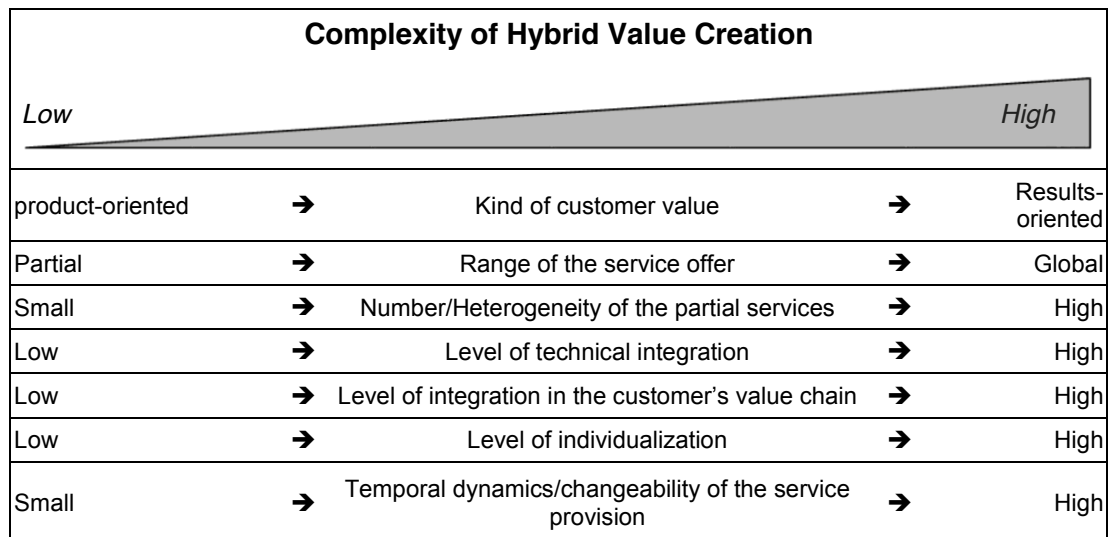 Complexity of Hybrid Value Creation
Low High
product-oriented ➔ Kind of customer value ➔ Results-
oriented
Partial ➔ Range of the service offer ➔ Global
Small ➔ Number/Heterogeneity of the partial services ➔ High
Low ➔ Level of technical integration ➔ High
Low ➔ Level of integration in the customer's value chain ➔ High
Low ➔ Level of individualization ➔ High
Small ➔ Temporal dynamics/changeability of the service
provision ➔ High